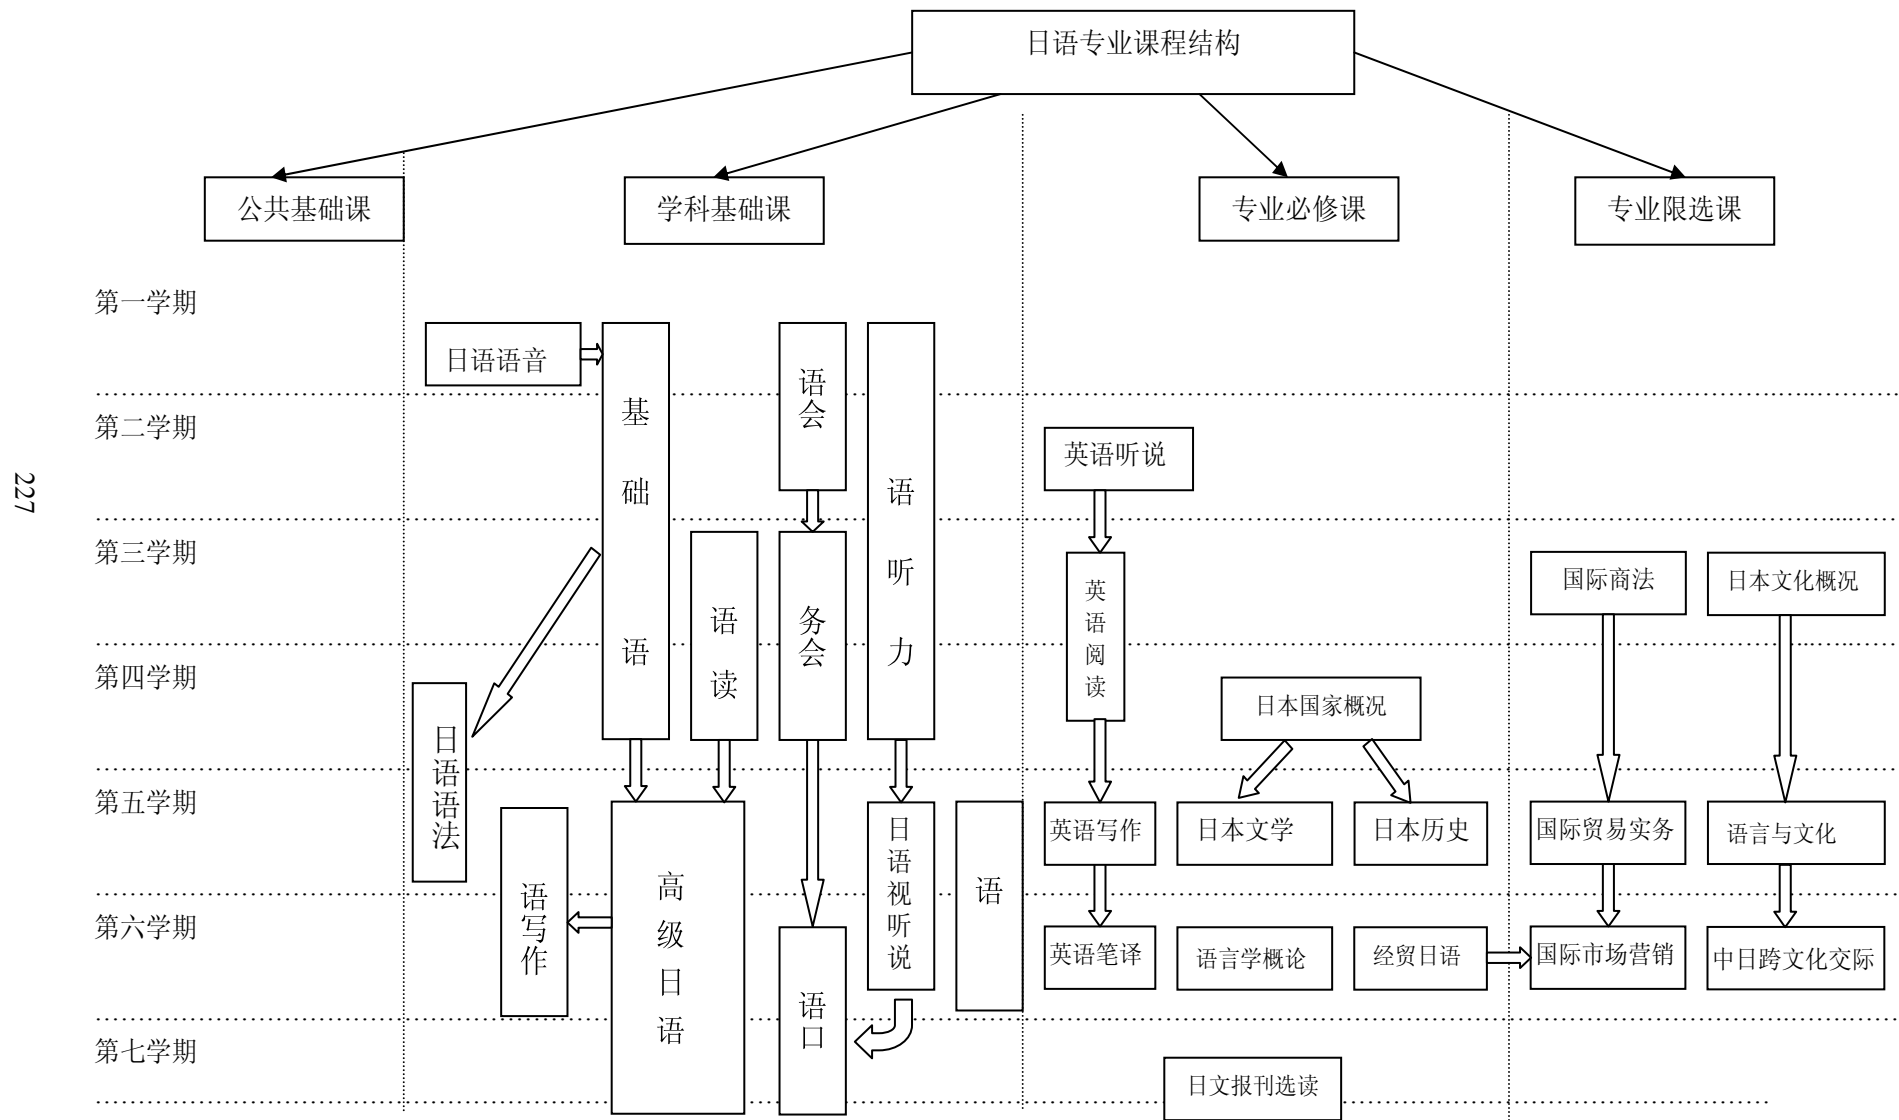 日语专业课程结构
公共基础课
学科基础课
专业必修课
专业限选课
第一学期
日语语音
基础语
语会
语听力
第二学期
英语听说
227
第三学期
语读
务会
英语阅读
国际商法
日本文化概况
第四学期
日语语法
日本国家概况
第五学期
语写作
高级日语
日语视听说
语
英语写作
日本文学
日本历史
国际贸易实务
语言与文化
第六学期
语口
英语笔译
语言学概论
经贸日语
国际市场营销
中日跨文化交际
第七学期
日文报刊选读